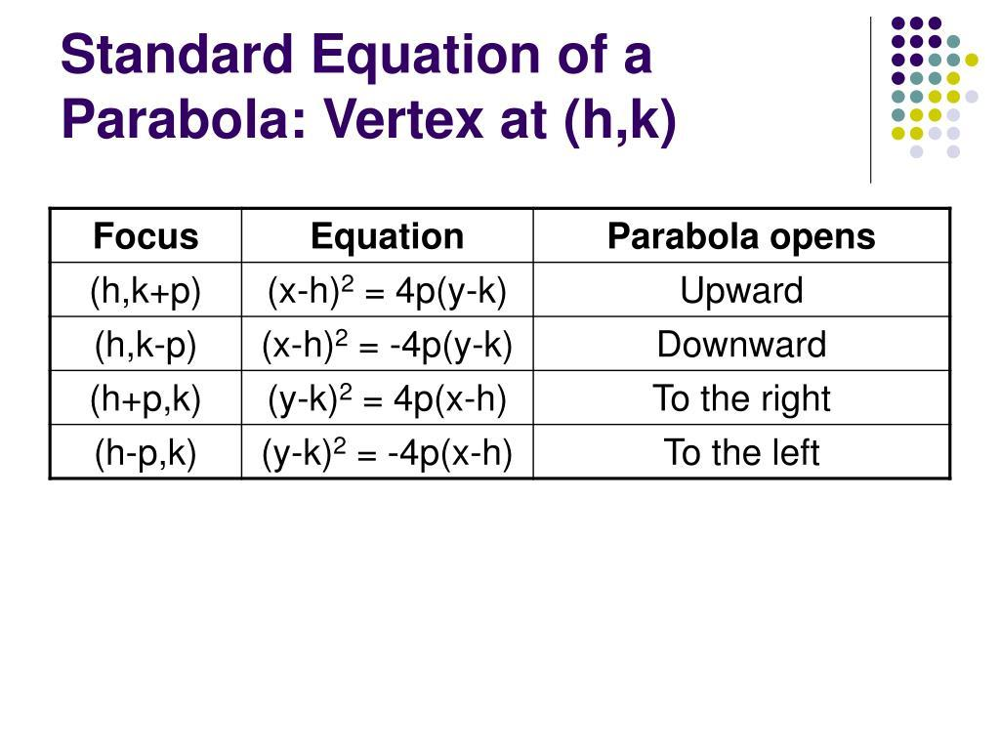 Standard Equation of a
Parabola: Vertex at (h,k)
Focus Equation Parabola opens
(h,k+p) (x-h)² = 4p(y-k) Upward
(h,k-p) (x-h)² = -4p(y-k) Downward
(h+p,k) (y-k)² = 4p(x-h) To the right
(h-p,k) (y-k)² = -4p(x-h) To the left